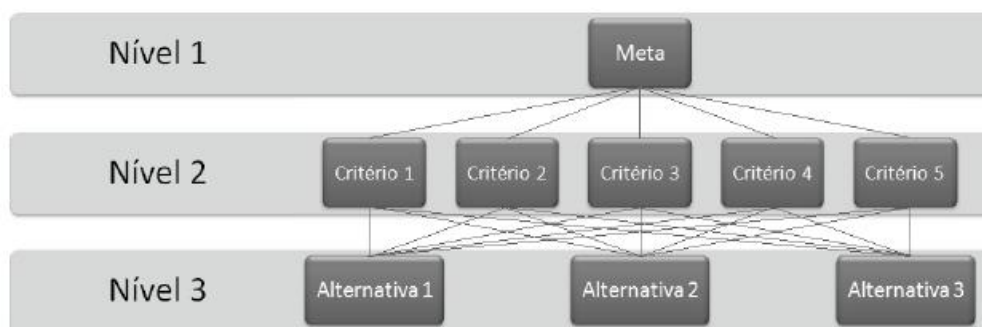 Nível 1
Meta
Nível 2
Critério 1
Critério 2
Critério 3
Critério 4
Critério 5
Nível 3
Alternativa 1
Alternativa 2
Alternativa 3